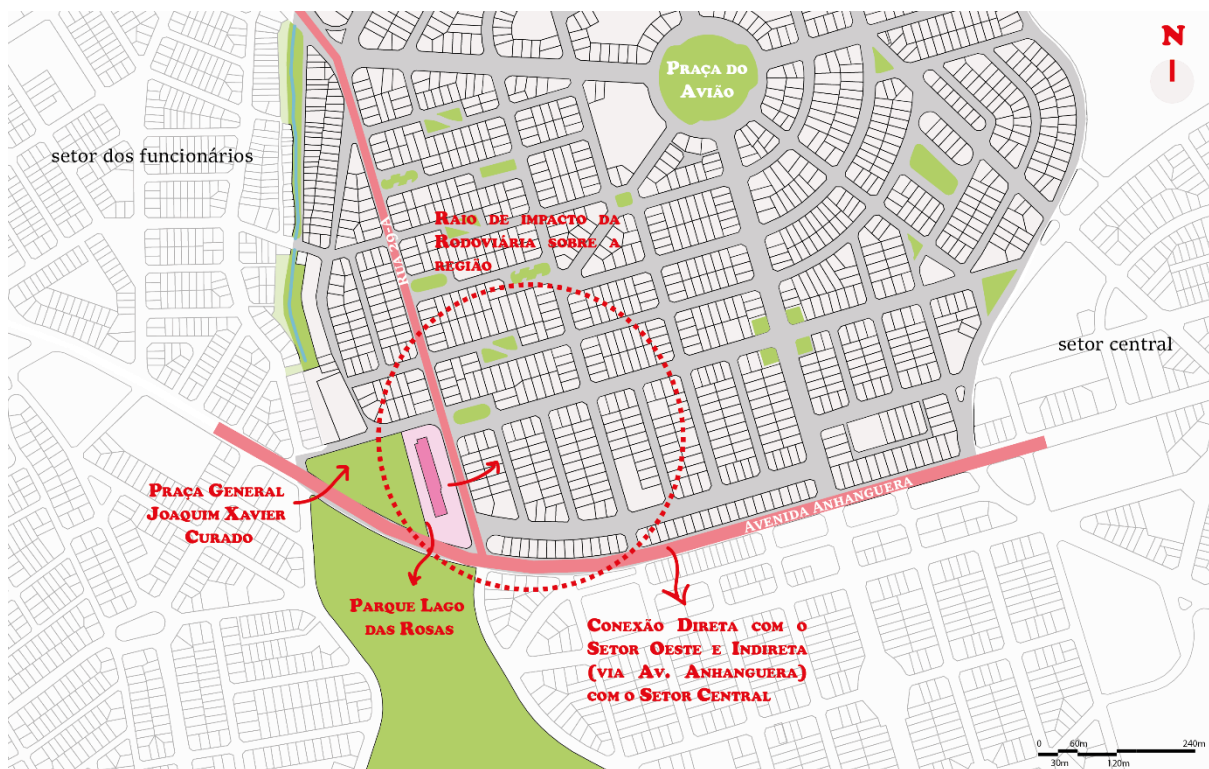 N
PRAÇA DO
AVIÃO
setor dos funcionários
RAIO DE IMPACTO DA
RODOVIÁRIA SOBRE A
REGIÃO
RUA 29-A
setor central
PRAÇA GENERAL
JOAQUIM XAVIER
CURADO
AVENIDA ANHANGUERA
PARQUE LAGO
DAS ROSAS
CONEXÃO DIRETA COM O
SETOR OESTE E INDIRETA
(VIA AV. ANHANGUERA)
COM O SETOR CENTRAL
0 60m 240m
30m 120m